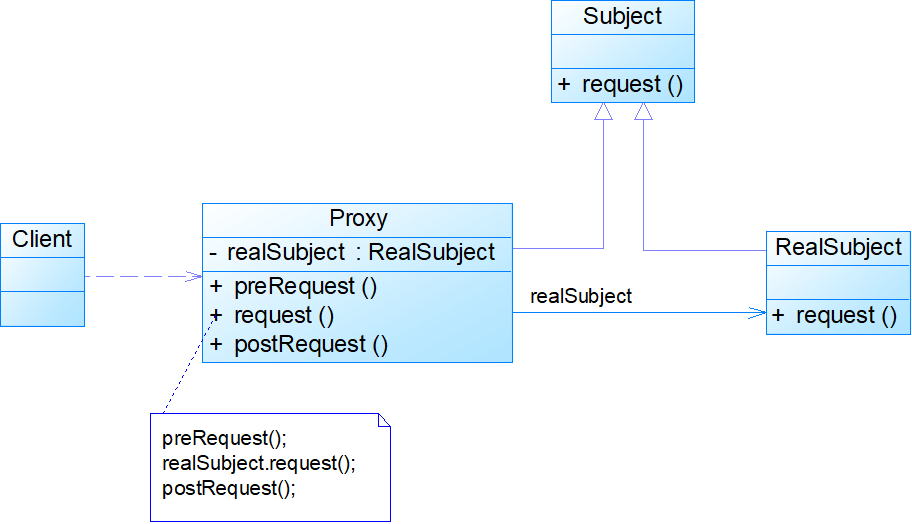 Subject
+ request ()
Client
Proxy
- realSubject : RealSubject
+ preRequest ()
+ request ()
+ postRequest ()
realSubject
RealSubject
+ request ()
preRequest();
realSubject.request();
postRequest();